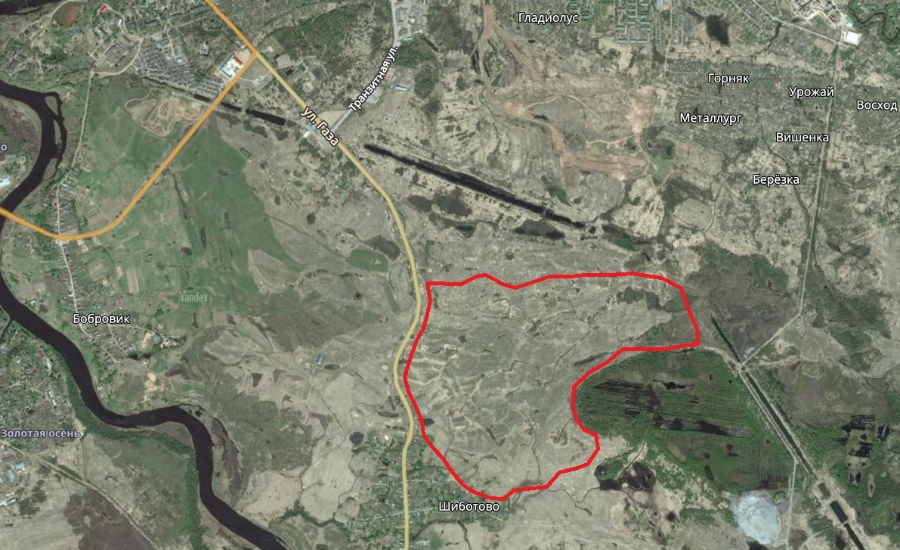 Гладиолус
Транзитная ул.
ул. Газа
Горняк
Урожай
Восход
Металлург
Вишенка
Берёзка
Yandex
Бобровик
Золотая осень
Шиботово